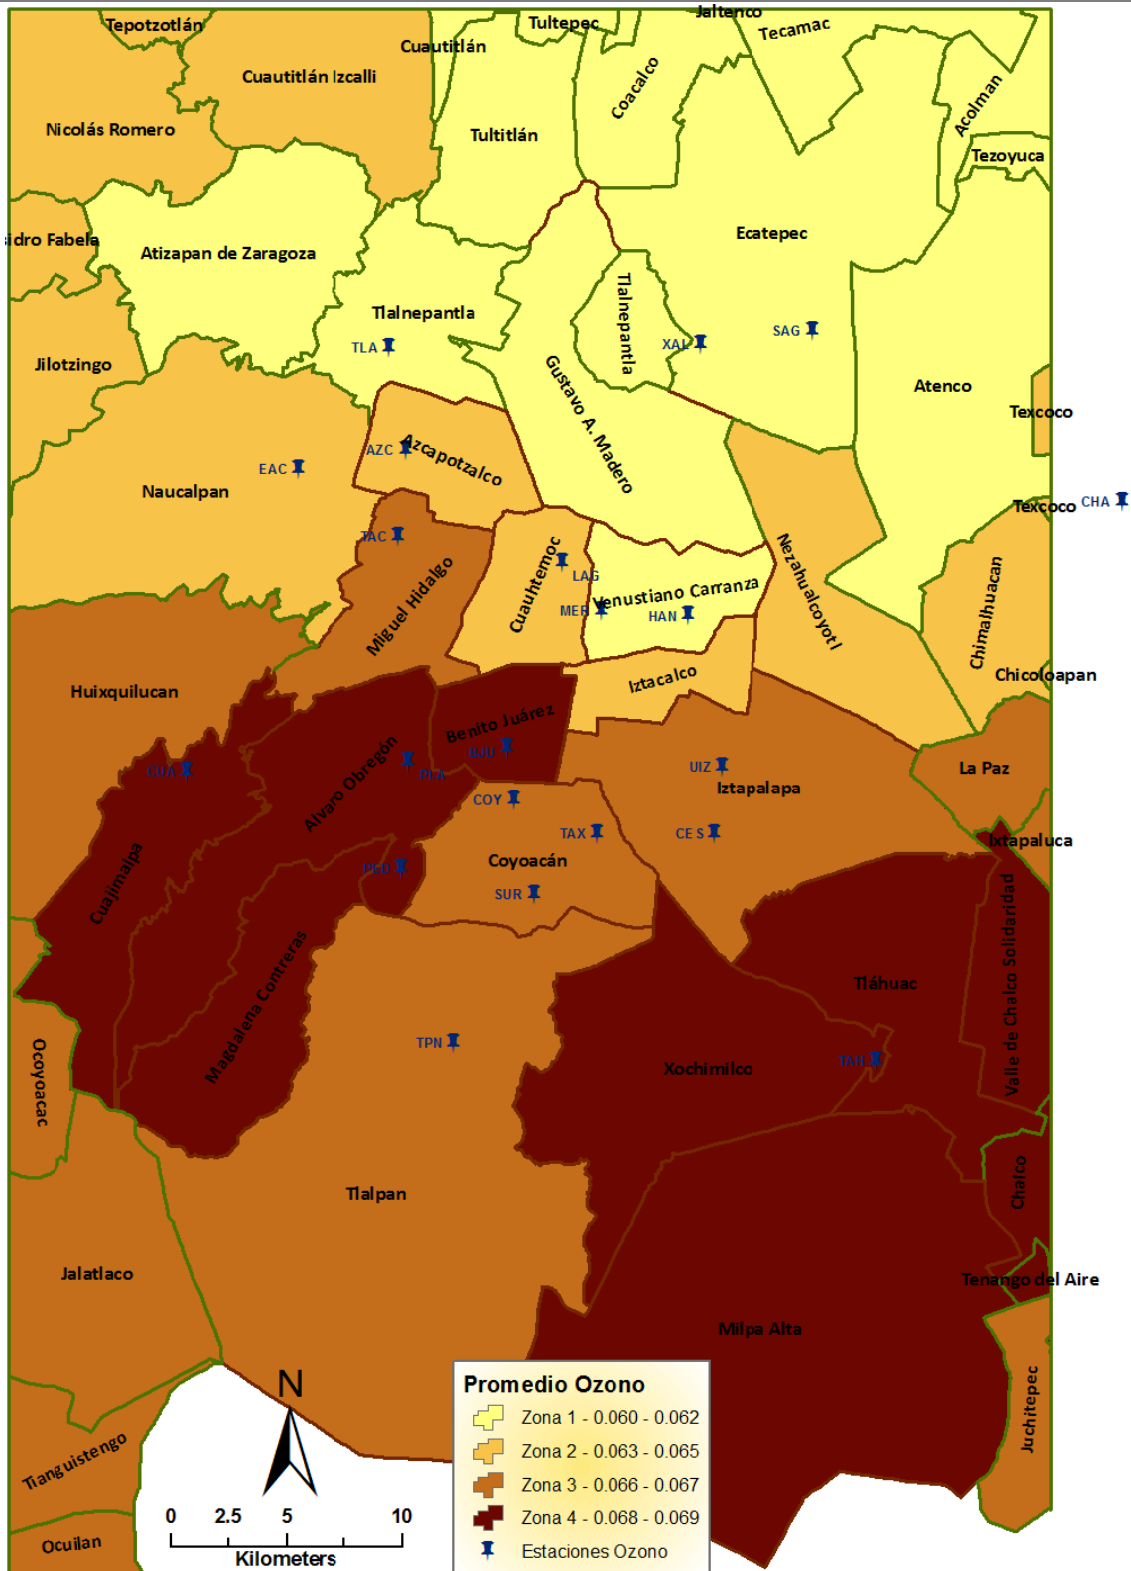 Tepotzotlán
Tultepec
Jaltenco
Tecamac
Cuautitlán
Cuautitlán Izcalli
Coacalco
Acolman
Nicolás Romero
Tultitlán
Tezoyuca
sidro Fabela
Atizapan de Zaragoza
Ecatepec
Tlalnepantla
Tlalnepantla
TLA
XAL
SAG
Jilotzingo
Gustavo A. Madero
Atenco
Texcoco
AZC
Azcapotzalco
EAC
Naucalpan
Texcoco
CHA
TAC
Cuauhtemoc
LAG
Nezahualcoyotl
Chimalhuacan
Miguel Hidalgo
MER
Venustiano Carranza
HAN
Huixquilucan
Iztacalco
Chicoloapan
Benito Juárez
BJU
CUA
Alvaro Obregón
PLA
UIZ
La Paz
Iztapalapa
COY
TAX
CES
Ixtapaluca
Coyoacán
PED
SUR
Cuajimalpa
Valle de Chalco Solidaridad
Magdalena Contreras
Tláhuac
TPN
Ocoyoacac
Xochimilco
TAH
Tlalpan
Chalco
Jalatlaco
Tenango del Aire
Milpa Alta
Juchitepec
Tianguistengo
Ocuilan
N
0 2.5 5 10
Kilometers
Promedio Ozono
Zona 1 - 0.060 - 0.062
Zona 2 - 0.063 - 0.065
Zona 3 - 0.066 - 0.067
Zona 4 - 0.068 - 0.069
Estaciones Ozono